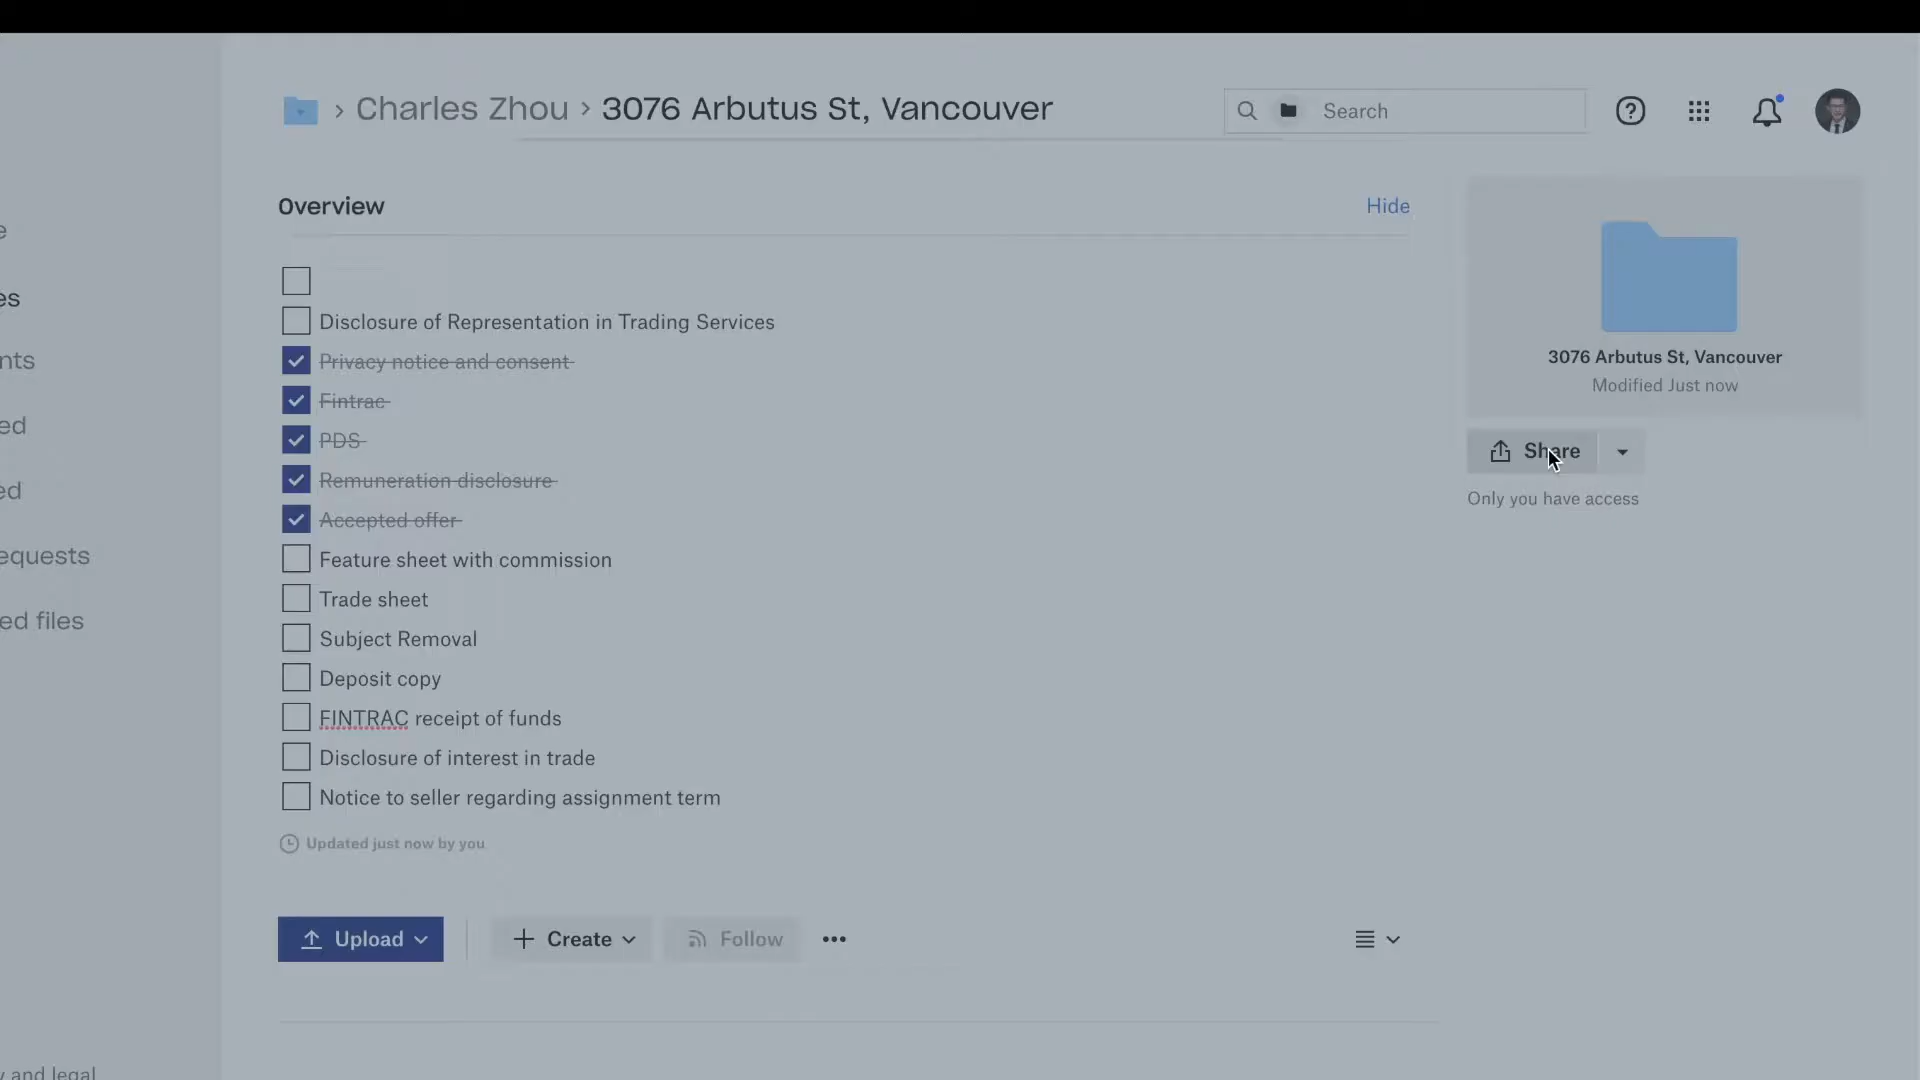 › Charles Zhou › 3076 Arbutus St, Vancouver
Search
Overview
Hide
Disclosure of Representation in Trading Services
Privacy notice and consent
Fintrac
PDS
Remuneration disclosure
Accepted offer
Feature sheet with commission
Trade sheet
Subject Removal
Deposit copy
FINTRAC receipt of funds
Disclosure of interest in trade
Notice to seller regarding assignment term
Updated just now by you
Upload
Create
Follow
3076 Arbutus St, Vancouver
Modified Just now
Share
Only you have access
e
es
nts
ed
ed
equests
ed files
y and legal